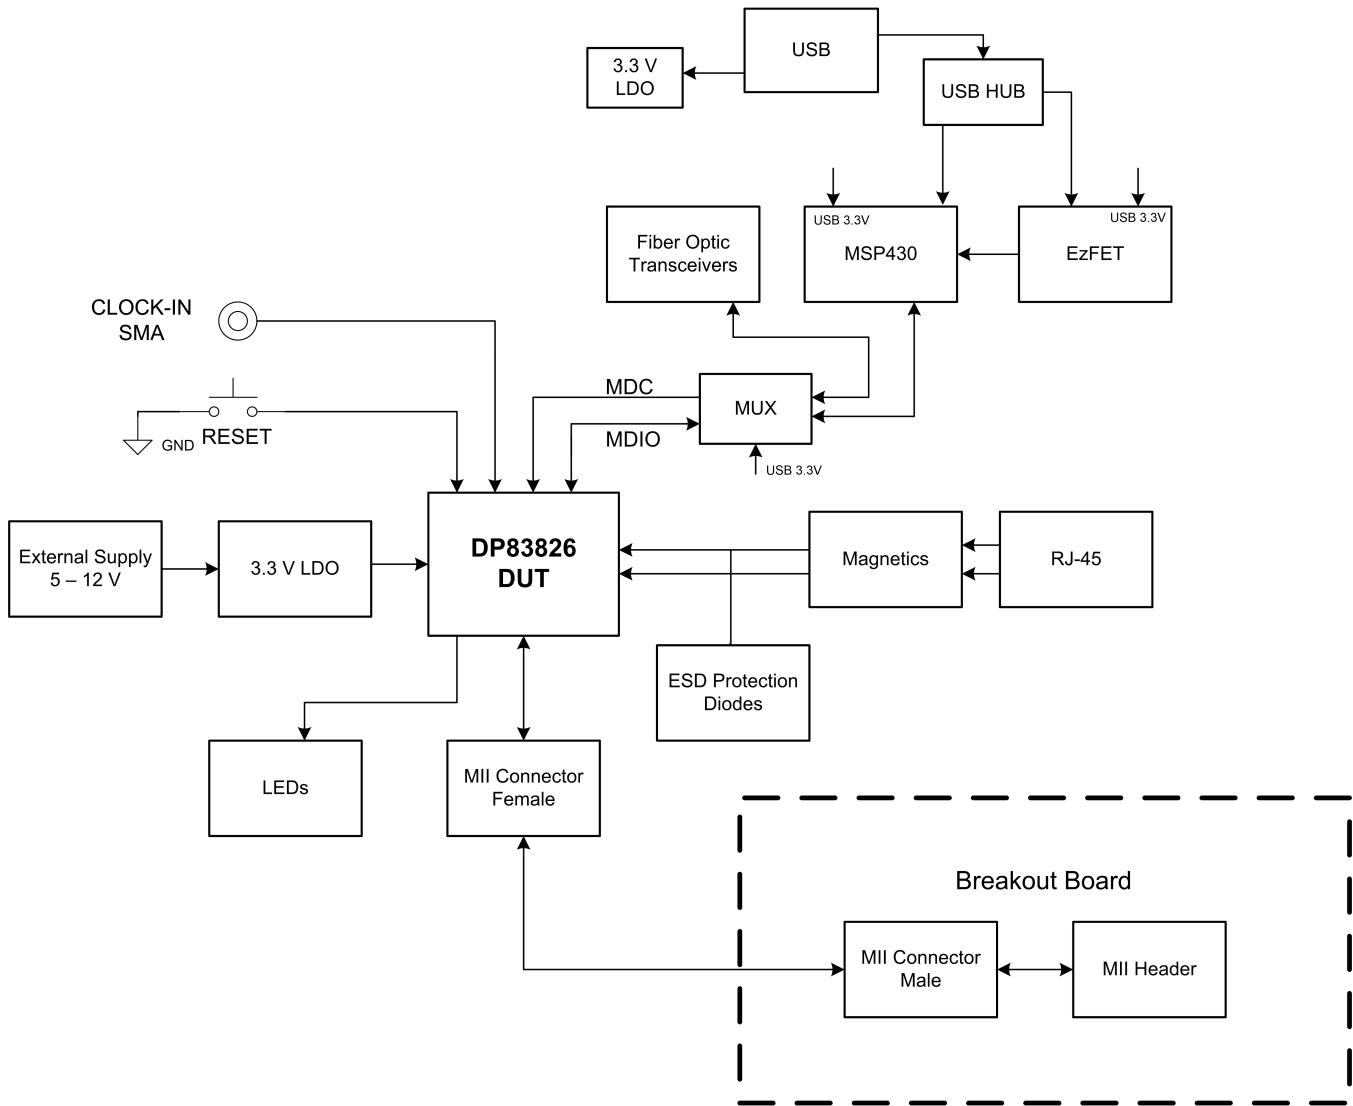 USB
3.3 V
LDO
USB HUB
USB 3.3V
MSP430
USB 3.3V
EzFET
Fiber Optic
Transceivers
CLOCK-IN
SMA
MDC
MUX
MDIO
USB 3.3V
GND
RESET
External Supply
5 – 12 V
3.3 V LDO
DP83826
DUT
Magnetics
RJ-45
ESD Protection
Diodes
LEDs
MII Connector
Female
Breakout Board
MII Connector
Male
MII Header